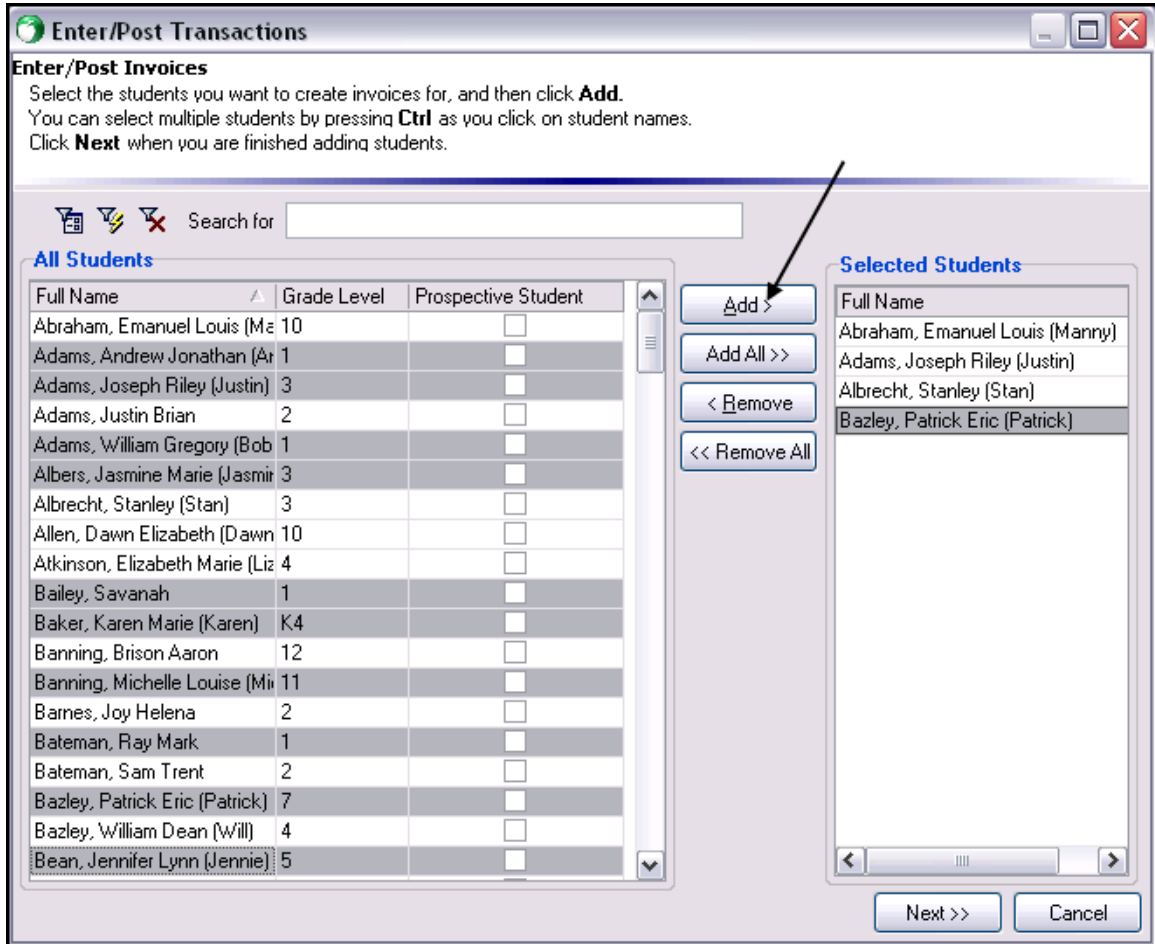 Enter/Post Transactions
Enter/Post Invoices
Select the students you want to create invoices for, and then click Add.
You can select multiple students by pressing Ctrl as you click on student names.
Click Next when you are finished adding students.
Search for
All Students
Full Name Grade Level Prospective Student
Abraham, Emanuel Louis (Ma 10
Adams, Andrew Jonathan (Ar 1
Adams, Joseph Riley (Justin) 3
Adams, Justin Brian 2
Adams, William Gregory (Bob 1
Albers, Jasmine Marie (Jasmir 3
Albrecht, Stanley (Stan) 3
Allen, Dawn Elizabeth (Dawn 10
Atkinson, Elizabeth Marie (Liz 4
Bailey, Savanah 1
Baker, Karen Marie (Karen) K4
Banning, Brison Aaron 12
Banning, Michelle Louise (Mi 11
Barnes, Joy Helena 2
Bateman, Ray Mark 1
Bateman, Sam Trent 2
Bazley, Patrick Eric (Patrick) 7
Bazley, William Dean (Will) 4
Bean, Jennifer Lynn (Jennie) 5
Add >
Add All >>
< Remove
<< Remove All
Selected Students
Full Name
Abraham, Emanuel Louis (Manny)
Adams, Joseph Riley (Justin)
Albrecht, Stanley (Stan)
Bazley, Patrick Eric (Patrick)
Next >> Cancel